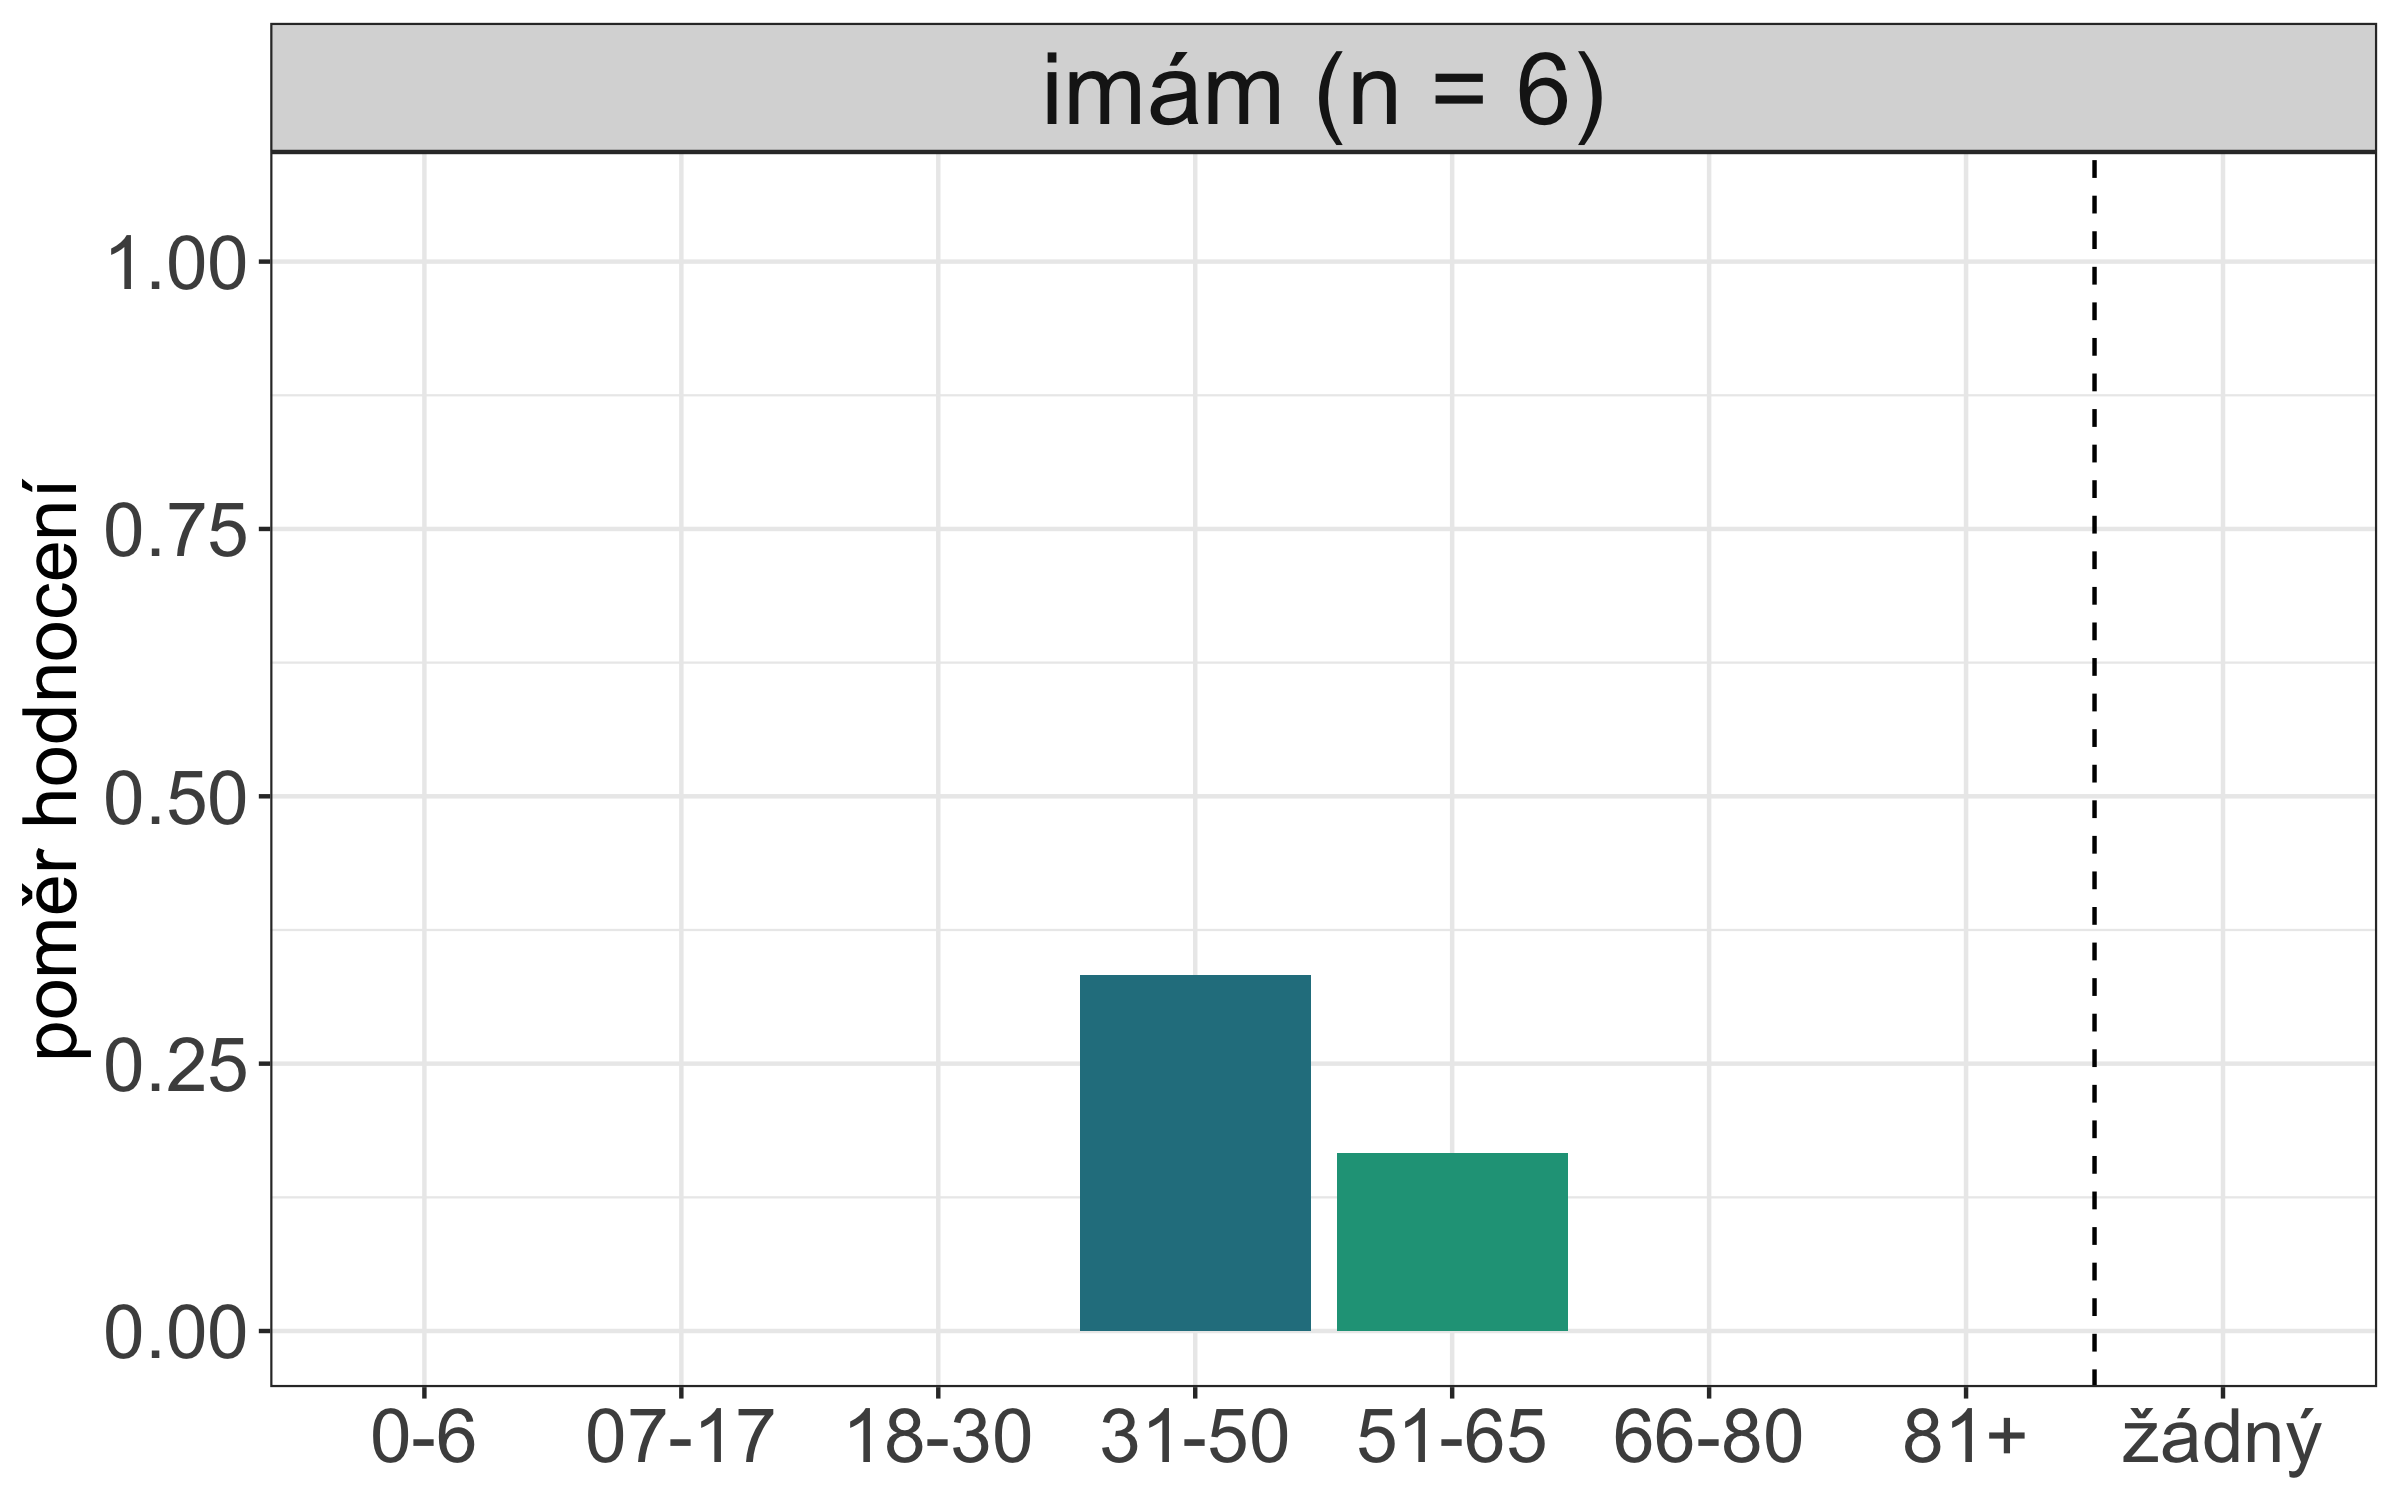 imám (n = 6)
poměr hodnocení
1.00
0.75
0.50
0.25
0.00
0-6 07-17 18-30 31-50 51-65 66-80 81+ žádný